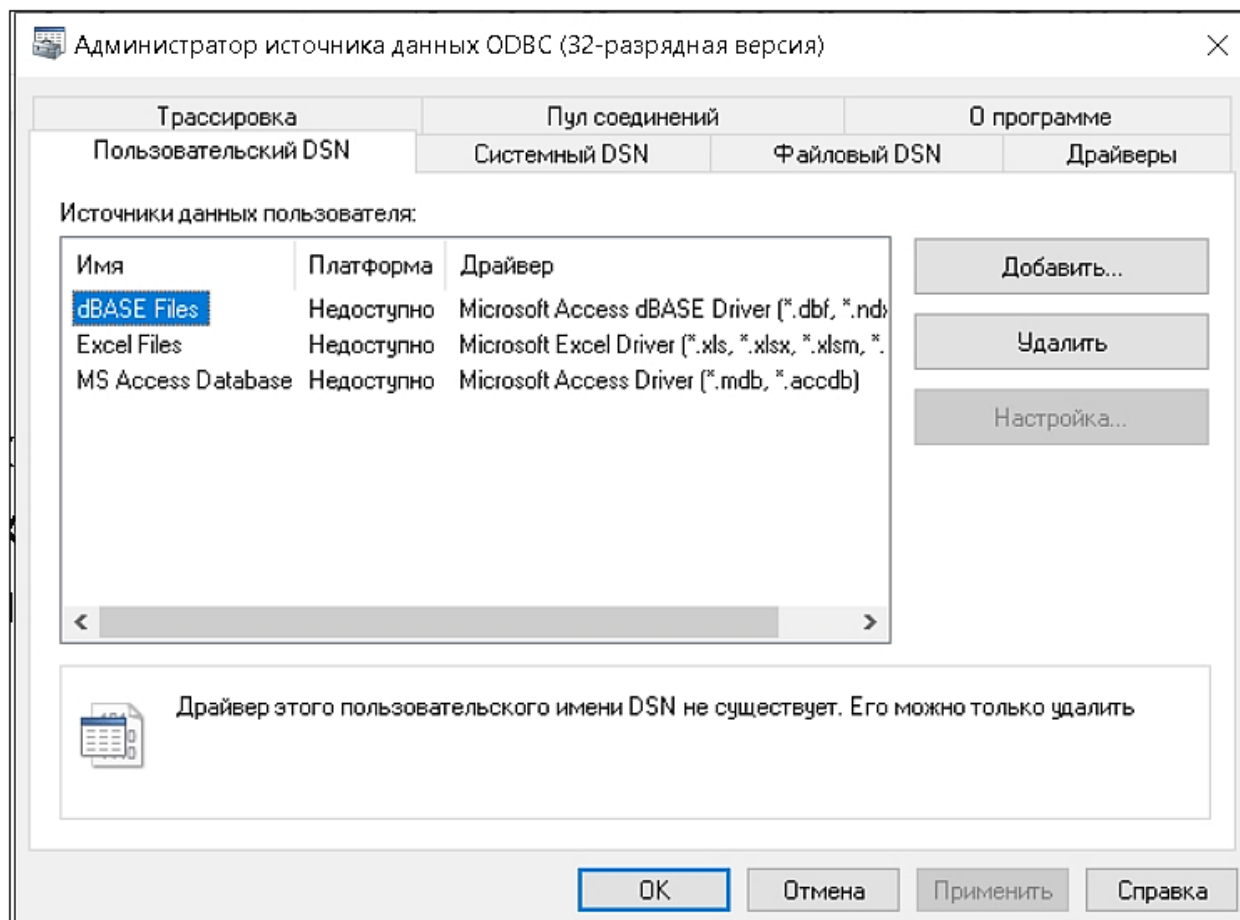 Администратор источника данных ODBC (32-разрядная версия)
Трассировка Пул соединений О программе
Пользовательский DSN Системный DSN Файловый DSN Драйверы
Источники данных пользователя:
Имя Платформа Драйвер
dBASE Files Недоступно Microsoft Access dBASE Driver (*.dbf, *.ndx
Excel Files Недоступно Microsoft Excel Driver (*.xls, *.xlsx, *.xlsm, *.
MS Access Database Недоступно Microsoft Access Driver (*.mdb, *.accdb)
Добавить...
Удалить
Настройка...
Драйвер этого пользовательского имени DSN не существует. Его можно только удалить
OK Отмена Применить Справка